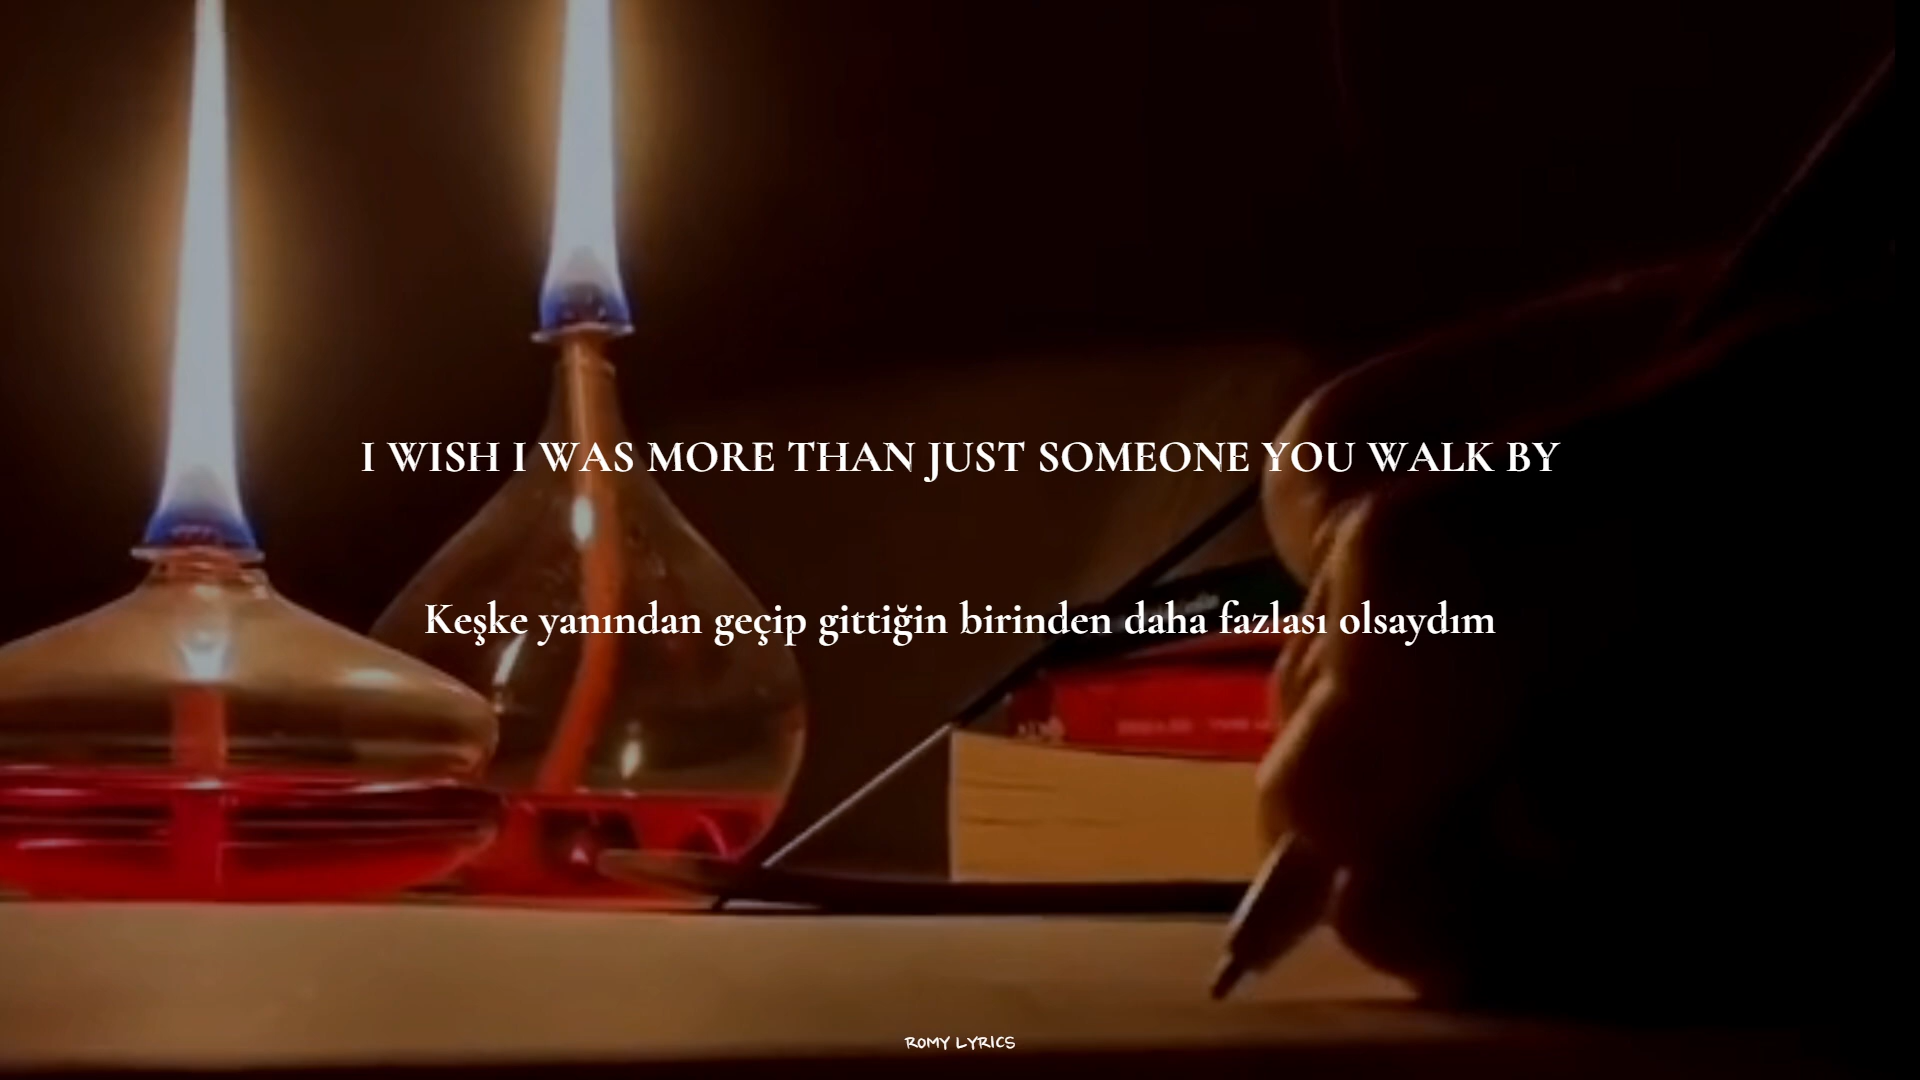 I WISH I WAS MORE THAN JUST SOMEONE YOU WALK BY
Keşke yanından geçip gittiğin birinden daha fazlası olsaydım
ROMY LYRICS